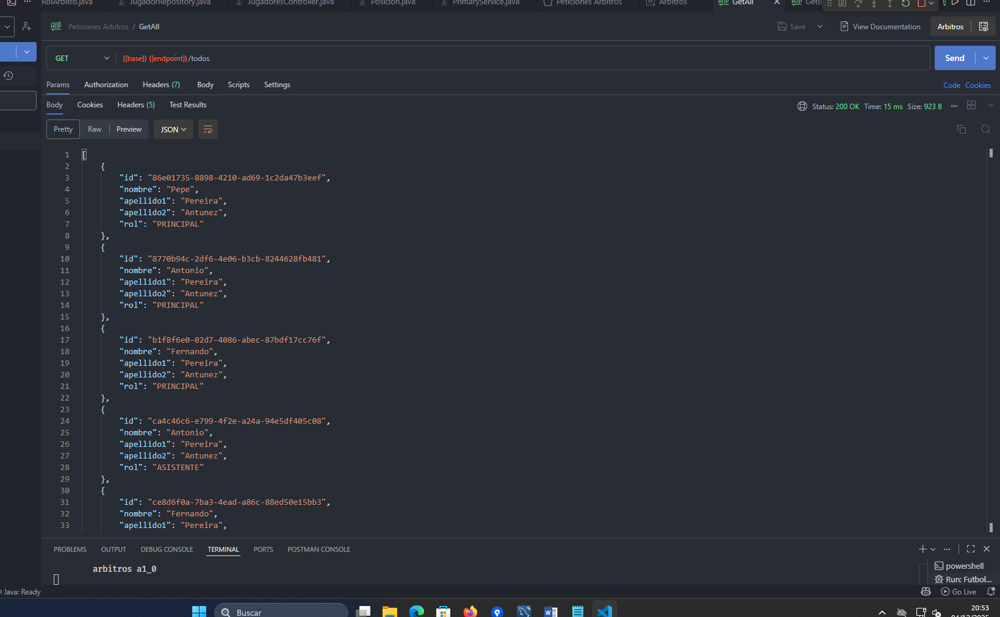 RolArbitro.java JugadorRepository.java JugadoresController.java Posicion.java PrimaryService.java Peticiones Arbitros Arbitros GetAll
HTTP Peticiones Arbitros / GetAll Save View Documentation Arbitros
GET {{base}} {{endpoint}}/todos Send
Params Authorization Headers (7) Body Scripts Settings Code Cookies
Body Cookies Headers (5) Test Results Status: 200 OK Time: 15 ms Size: 923 B
Pretty Raw Preview JSON
1 [
2 {
3 "id": "86e01735-8898-4210-ad69-1c2da47b3eef",
4 "nombre": "Pepe",
5 "apellido1": "Pereira",
6 "apellido2": "Antunez",
7 "rol": "PRINCIPAL"
8 },
9 {
10 "id": "8770b94c-2df6-4e06-b3cb-8244628fb481",
11 "nombre": "Antonio",
12 "apellido1": "Pereira",
13 "apellido2": "Antunez",
14 "rol": "PRINCIPAL"
15 },
16 {
17 "id": "b1f8f6e0-02d7-4086-abec-87bdf17cc76f",
18 "nombre": "Fernando",
19 "apellido1": "Pereira",
20 "apellido2": "Antunez",
21 "rol": "PRINCIPAL"
22 },
23 {
24 "id": "ca4c46c6-e799-4f2e-a24a-94e5df405c08",
25 "nombre": "Antonio",
26 "apellido1": "Pereira",
27 "apellido2": "Antunez",
28 "rol": "ASISTENTE"
29 },
30 {
31 "id": "ce8d6f0a-7ba3-4ead-a86c-88ed50e15bb3",
32 "nombre": "Fernando",
33 "apellido1": "Pereira",
PROBLEMS OUTPUT DEBUG CONSOLE TERMINAL PORTS POSTMAN CONSOLE
arbitros a1_0
powershell
Run: Futbol...
Java: Ready Go Live
Buscar
20:53